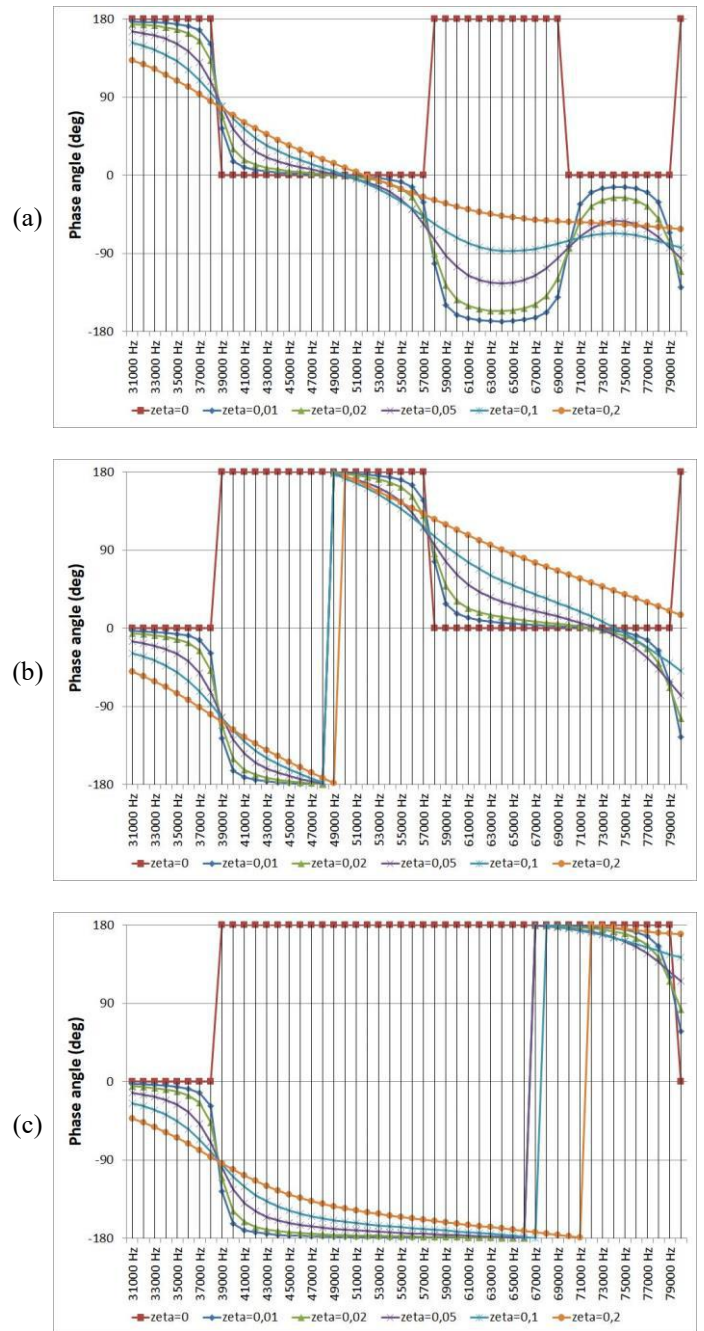 (a)
Phase angle (deg)
180
90
0
-90
-180
31000 Hz
33000 Hz
35000 Hz
37000 Hz
39000 Hz
41000 Hz
43000 Hz
45000 Hz
47000 Hz
49000 Hz
51000 Hz
53000 Hz
55000 Hz
57000 Hz
59000 Hz
61000 Hz
63000 Hz
65000 Hz
67000 Hz
69000 Hz
71000 Hz
73000 Hz
75000 Hz
77000 Hz
79000 Hz
zeta=0 zeta=0,01 zeta=0,02 zeta=0,05 zeta=0,1 zeta=0,2
(b)
Phase angle (deg)
180
90
0
-90
-180
31000 Hz
33000 Hz
35000 Hz
37000 Hz
39000 Hz
41000 Hz
43000 Hz
45000 Hz
47000 Hz
49000 Hz
51000 Hz
53000 Hz
55000 Hz
57000 Hz
59000 Hz
61000 Hz
63000 Hz
65000 Hz
67000 Hz
69000 Hz
71000 Hz
73000 Hz
75000 Hz
77000 Hz
79000 Hz
zeta=0 zeta=0,01 zeta=0,02 zeta=0,05 zeta=0,1 zeta=0,2
(c)
Phase angle (deg)
180
90
0
-90
-180
31000 Hz
33000 Hz
35000 Hz
37000 Hz
39000 Hz
41000 Hz
43000 Hz
45000 Hz
47000 Hz
49000 Hz
51000 Hz
53000 Hz
55000 Hz
57000 Hz
59000 Hz
61000 Hz
63000 Hz
65000 Hz
67000 Hz
69000 Hz
71000 Hz
73000 Hz
75000 Hz
77000 Hz
79000 Hz
zeta=0 zeta=0,01 zeta=0,02 zeta=0,05 zeta=0,1 zeta=0,2